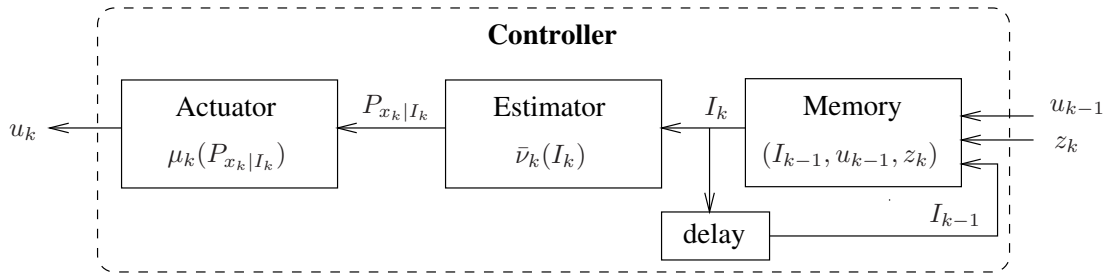 Controller
Actuator
μ_k(P_{x_k|I_k})
Estimator
ν̄_k(I_k)
Memory
(I_{k−1}, u_{k−1}, z_k)
u_k
P_{x_k|I_k}
I_k
u_{k−1}
z_k
delay
I_{k−1}